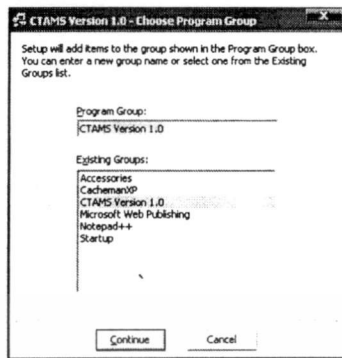 CTAMS Version 1.0 - Choose Program Group
Setup will add items to the group shown in the Program Group box.
You can enter a new group name or select one from the Existing
Groups list.
Program Group:
CTAMS Version 1.0
Existing Groups:
Accessories
CachemanXP
CTAMS Version 1.0
Microsoft Web Publishing
Notepad++
Startup
Continue
Cancel